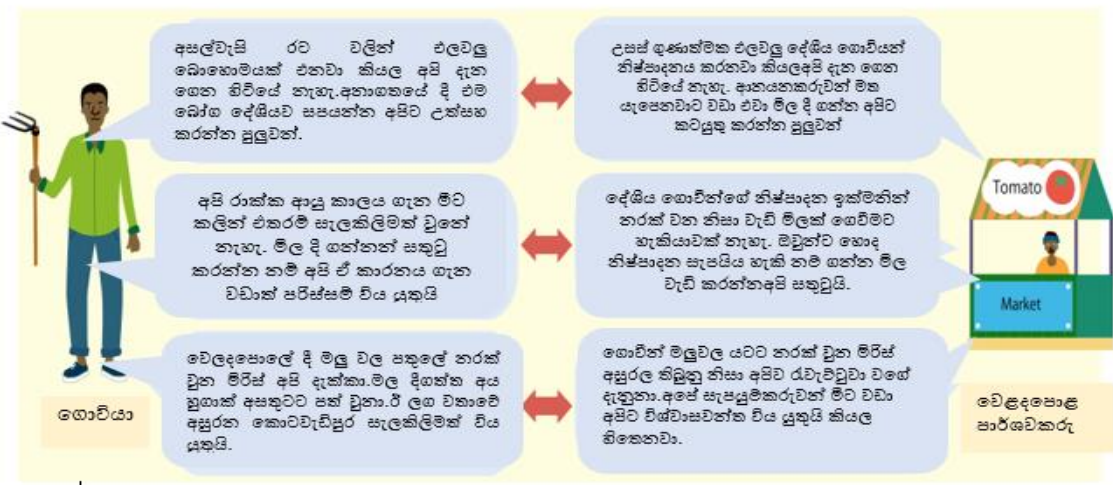 අසල්වැසි රට වලින් එලවලු
බොහොමයක් එනවා කියල අපි දැන
ගෙන හිටියේ නැහැ.අනාගතයේ දි එම
බෝග දේශියව සපයන්න අපිට උත්සහ
කරන්න පුලුවන්.
උසස් ගුණාත්මක එලවලු දේශිය ගොවියන්
නිෂ්පාදනය කරනවා කියලඅපි දැන ගෙන
හිටියේ නැහැ. ආනයනකරුවන් මත
යැපෙනවාට වඩා එවා මිල දී ගන්න අපිට
කටයුතු කරන්න පුලුවන්
අපි රාක්ක ආයු කාලය ගැන මීට
කලින් එතරම් සැලකිලිමත් වුනේ
නැහැ. මිල දී ගන්නන් සතුටු
කරන්න නම් අපි ඒ කාරනය ගැන
වඩාක් පරිස්සම් විය යුතුයි
දේශිය ගොවීන්ගේ නිෂ්පාදන ඉක්මනින්
නරක් වන නිසා වැඩි මිලක් ගෙවීමට
හැකියාවක් නැහැ. ඔවුන්ට හොද
නිෂ්පාදන සැපයිය හැකි නම් ගන්න මිල
වැඩි කරන්නඅපි සතුටුයි.
වෙලදපොලේ දී මලු වල පතුලේ නරක්
වුන මිරිස් අපි දැක්කා.මල දිගත්ත අය
හුගාක් අසතුටට පත් වුනා.ඊ ලග වතාවේ
අසුරන කොටවැඩිපුර සැලකිලිමත් විය
යුතුයි.
ගොවීන් මලුවල යටට නරක් වුන මිරිස්
අසුරල තිබුනු නිසා අපිව රැවැට්ටුවා වගේ
දැනුනා.අපේ සැපයුම්කරුවන් මීට වඩා
අපිට විශ්වාසවන්ත විය යුතුයි කියල
හිතෙනවා.
ගොවියා
Tomato
Market
වෙළදපොළ
පාර්ශවකරු